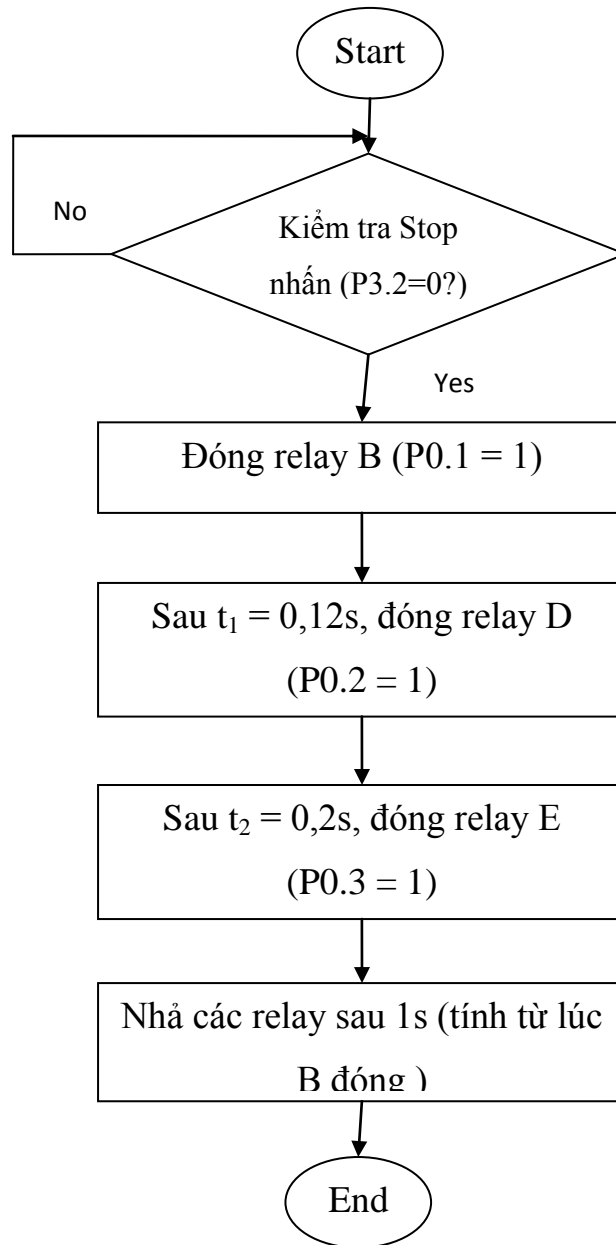 Start
No
Kiểm tra Stop
nhấn (P3.2=0?)
Yes
Đóng relay B (P0.1 = 1)
Sau t₁ = 0,12s, đóng relay D
(P0.2 = 1)
Sau t₂ = 0,2s, đóng relay E
(P0.3 = 1)
Nhả các relay sau 1s (tính từ lúc
B đóng )
End